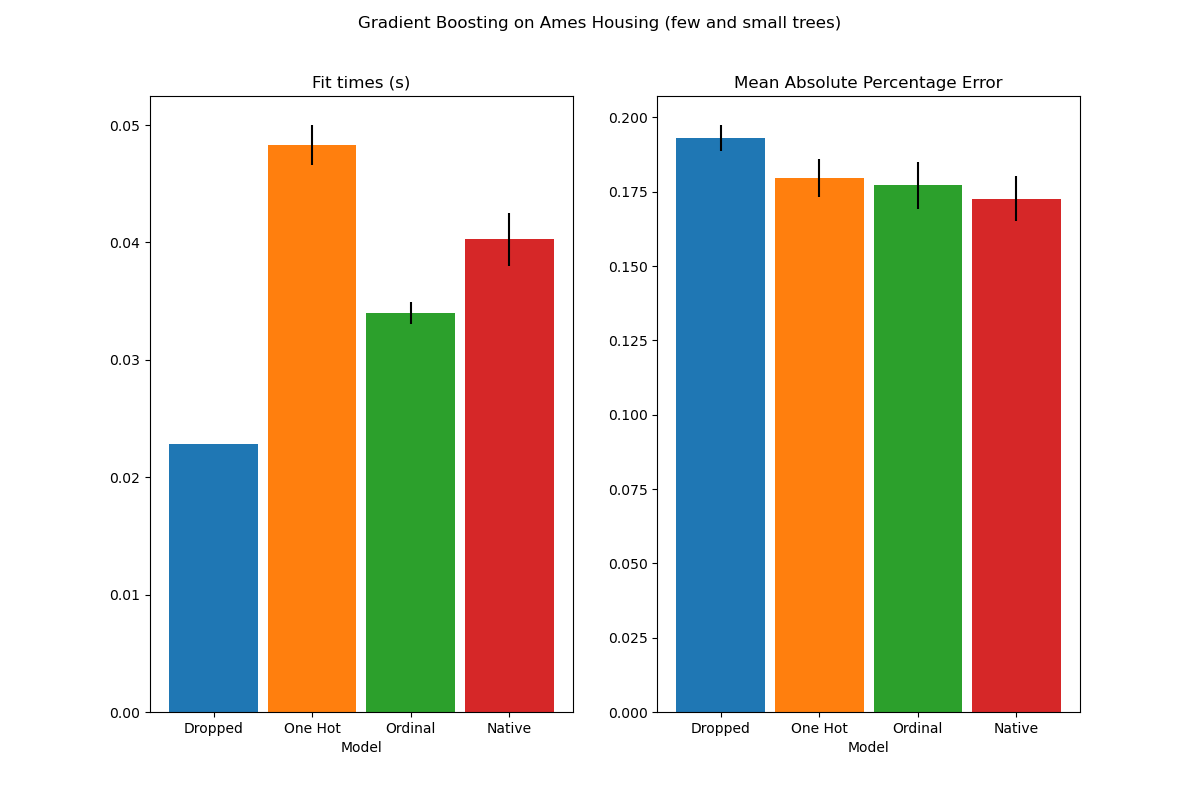 Gradient Boosting on Ames Housing (few and small trees)
Fit times (s)
0.05
0.04
0.03
0.02
0.01
0.00
Dropped One Hot Ordinal Native
Model
Mean Absolute Percentage Error
0.200
0.175
0.150
0.125
0.100
0.075
0.050
0.025
0.000
Dropped One Hot Ordinal Native
Model